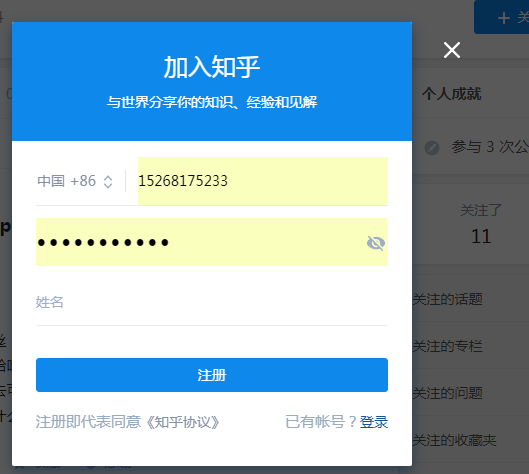 关
加入知乎
与世界分享你的知识、经验和见解
个人成就
参与 3 次公
中国 +86 15268175233
●●●●●●●●●●●
关注了
11
姓名
关注的话题
关注的专栏
注册
关注的问题
注册即代表同意《知乎协议》 已有帐号？登录
关注的收藏夹